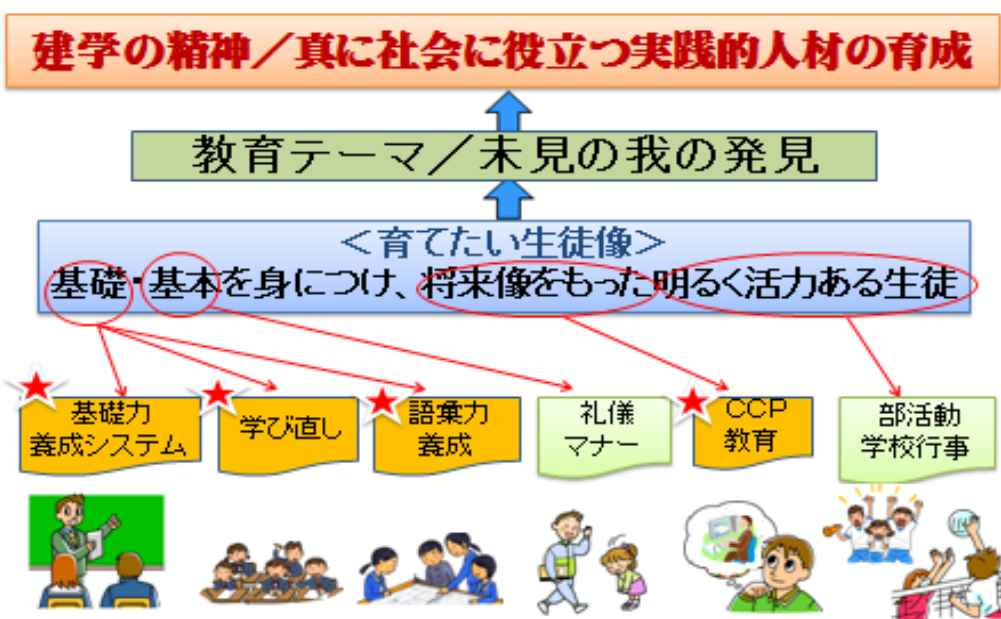 建学の精神／真に社会に役立つ実践的人材の育成
教育テーマ／未見の我の発見
＜育てたい生徒像＞
基礎・基本を身につけ、将来像をもった明るく活力ある生徒
基礎力
養成システム
学び直し
語彙力
養成
礼儀
マナー
CCP
教育
部活動
学校行事